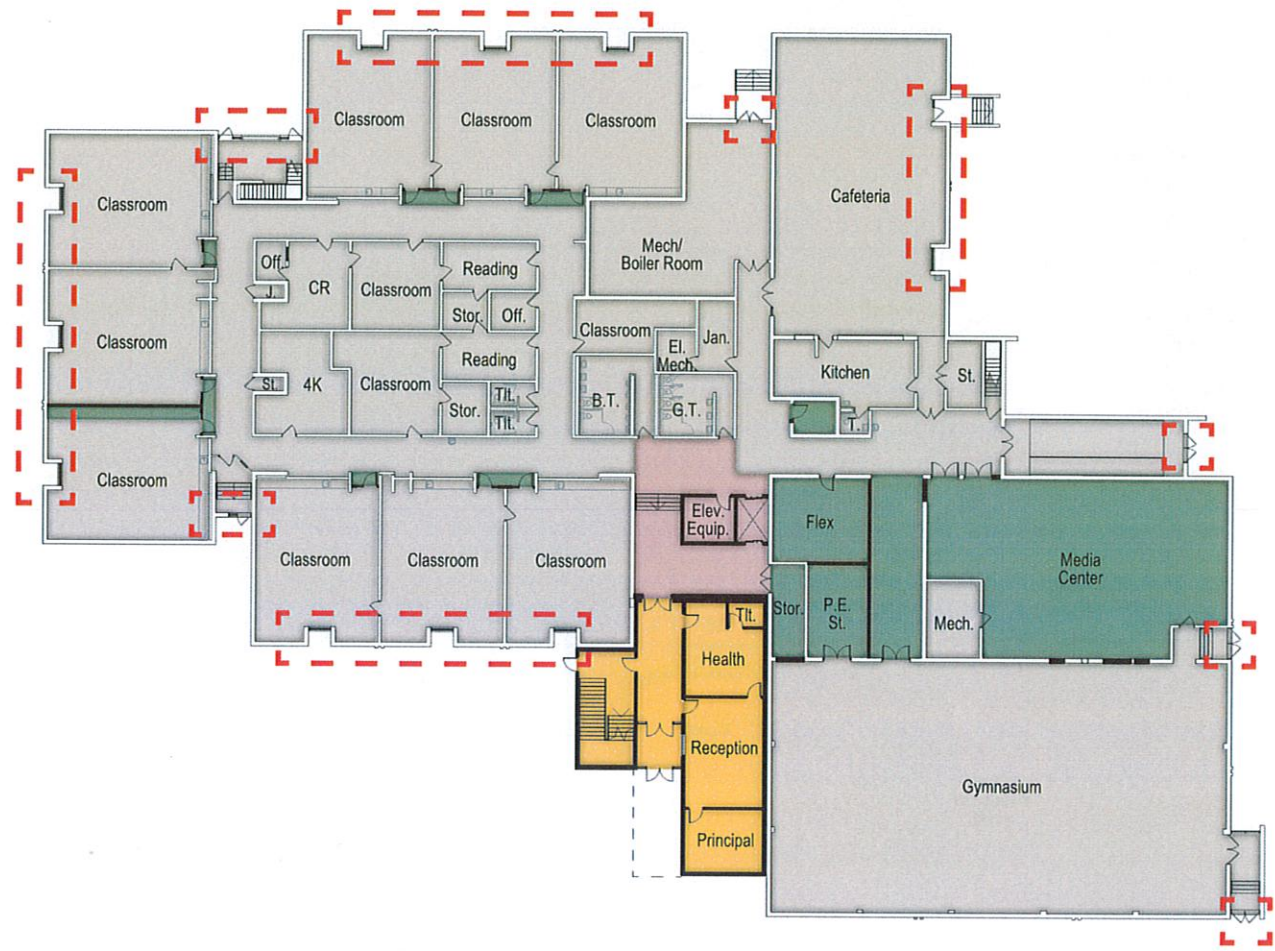 Classroom
Classroom
Classroom
Classroom
Cafeteria
Mech/
Boiler Room
Off.
J.
CR
Classroom
Reading
Stor.
Off.
Classroom
Classroom
Jan.
El.
Mech.
Reading
Kitchen
St.
St.
4K
Classroom
Stor.
Tlt.
Tlt.
B.T.
G.T.
T.
Classroom
Elev.
Equip.
Flex
Classroom
Classroom
Classroom
Media
Center
Stor.
P.E.
St.
Mech.
Tlt.
Health
Reception
Gymnasium
Principal